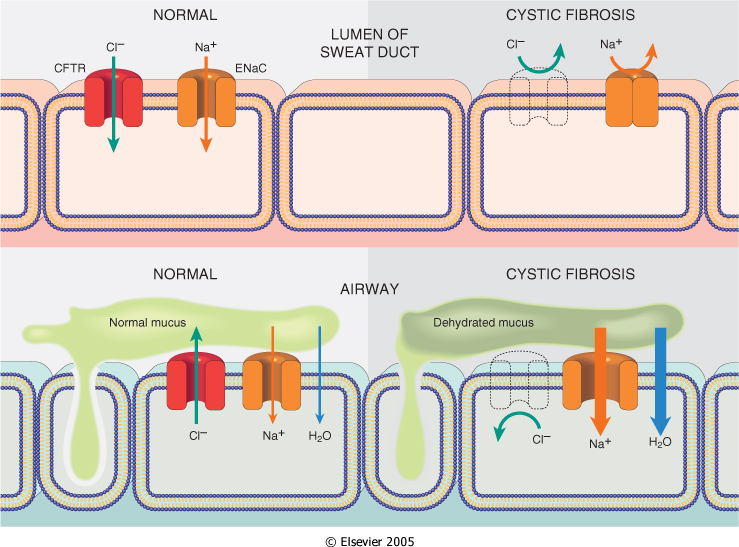 NORMAL
LUMEN OF
SWEAT DUCT
CYSTIC FIBROSIS
CFTR
Cl–
Na+
ENaC
Cl–
Na+
NORMAL
AIRWAY
CYSTIC FIBROSIS
Normal mucus
Dehydrated mucus
Cl–
Na+
H2O
Cl–
Na+
H2O
© Elsevier 2005